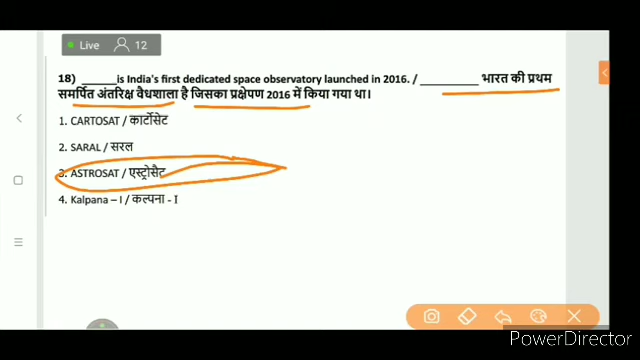 Live 12
18) ______is India's first dedicated space observatory launched in 2016. / __________ भारत की प्रथम
समर्पित अंतरिक्ष वैधशाला है जिसका प्रक्षेपण 2016 में किया गया था।
1. CARTOSAT / कार्टोसेट
2. SARAL / सरल
3. ASTROSAT / एस्ट्रोसैट
4. Kalpana – I / कल्पना - I
PowerDirector